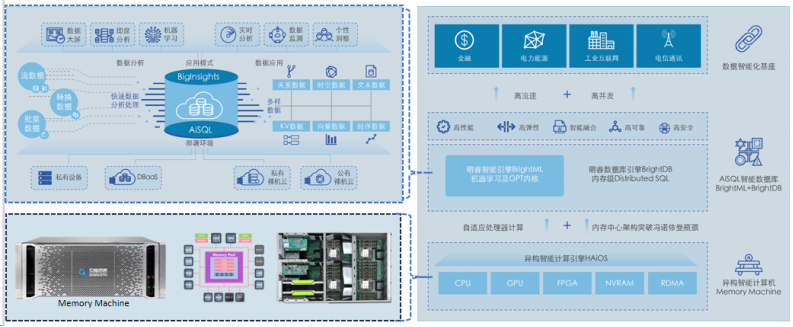 数据
大屏
即席
分析
机器
学习
实时
分析
数据
监测
个性
洞察
数据分析
应用模式
数据应用
流数据
转换
数据
批量
数据
快速数据
分析处理
BigInsights
AiSQL
部署环境
多样
数据
关系数据
时空数据
文本数据
KV数据
向量数据
时序数据
私有设备
DBaaS
私有
裸机云
公有
裸机云
Memory Machine
Memory Pool
金融
电力能源
工业互联网
电信通讯
数据智能化基座
高流速
+
高并发
高性能
高弹性
智能融合
高可靠
高安全
明睿智能引擎BrightML
机器学习及GPT内核
明睿数据库引擎BrightDB
内存级Distributed SQL
AiSQL智能数据库
BrightML+BrightDB
自适应处理器计算
+
内存中心架构突破冯诺依曼瓶颈
异构智能计算引擎HAiOS
CPU
GPU
FPGA
NVRAM
RDMA
异构智能计算机
Memory Machine